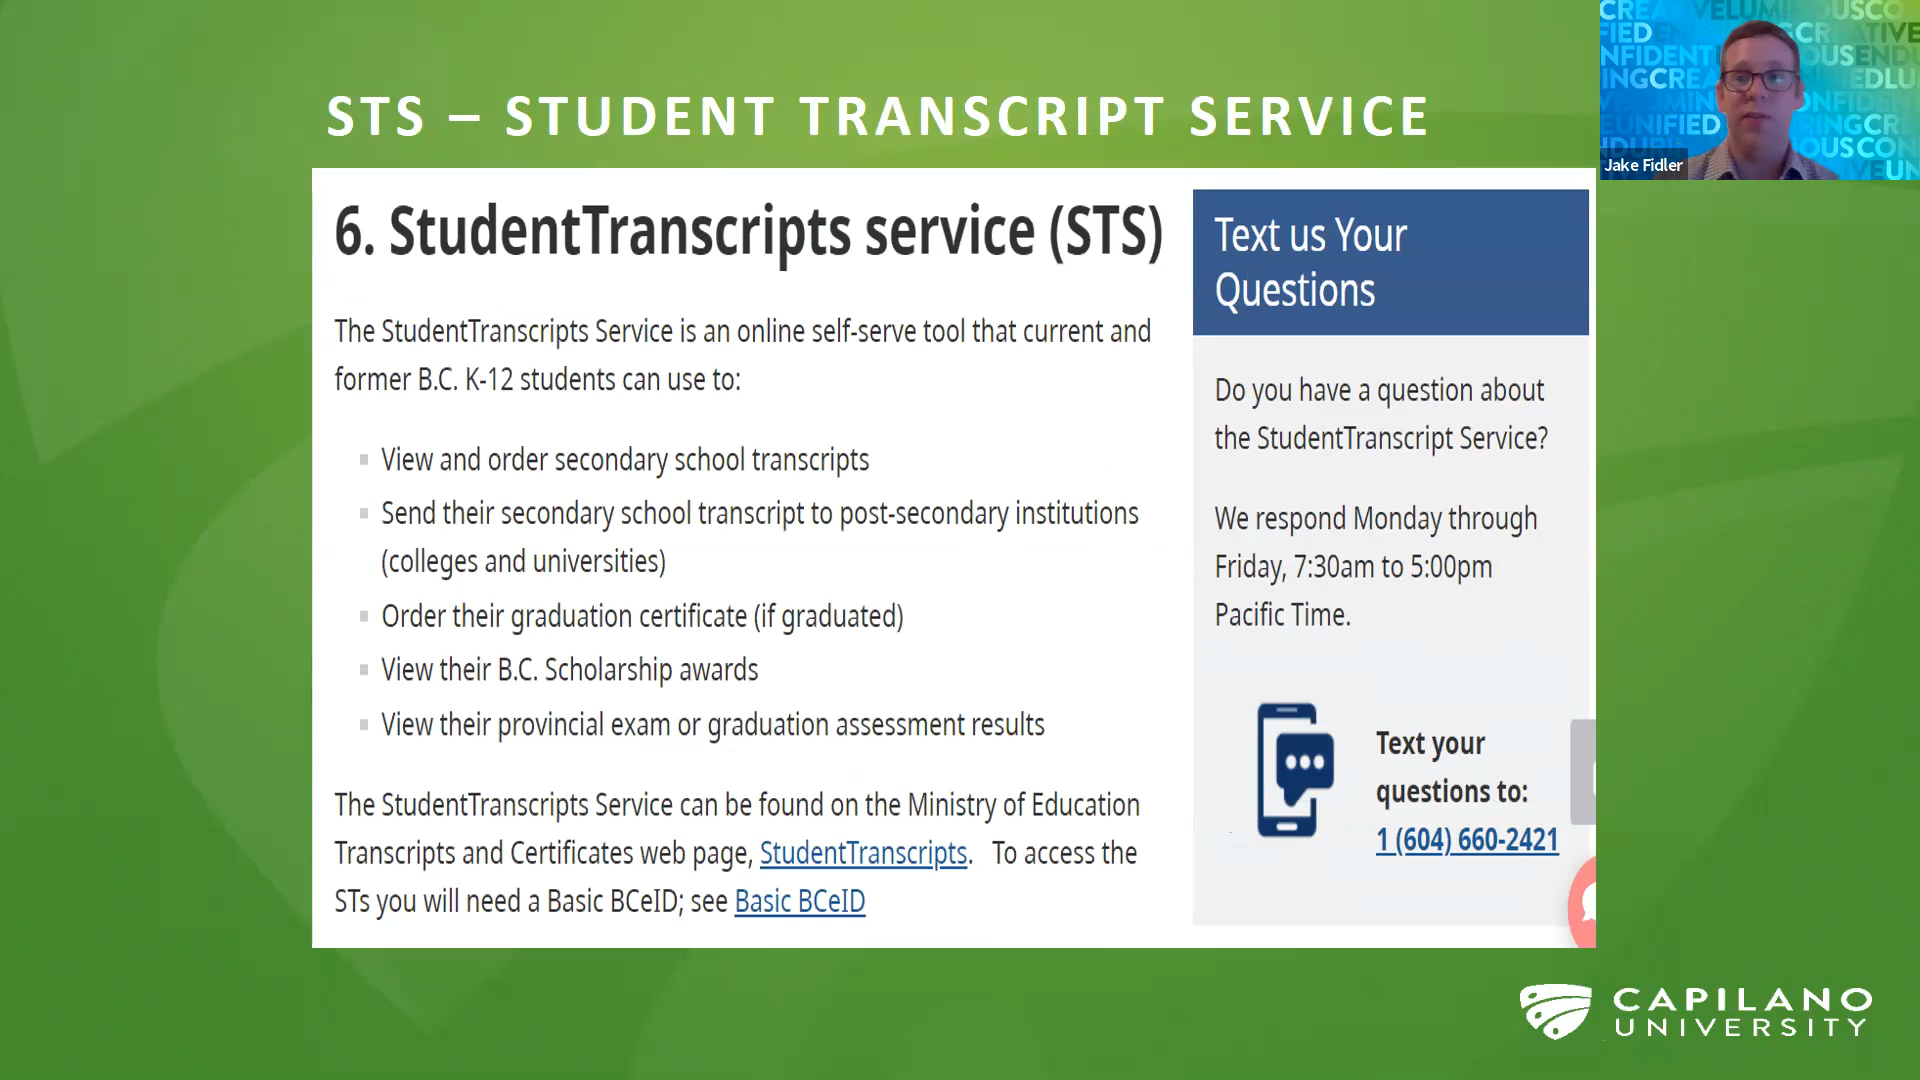 STS – STUDENT TRANSCRIPT SERVICE
6. StudentTranscripts service (STS)
The StudentTranscripts Service is an online self-serve tool that current and
former B.C. K-12 students can use to:
View and order secondary school transcripts
Send their secondary school transcript to post-secondary institutions
(colleges and universities)
Order their graduation certificate (if graduated)
View their B.C. Scholarship awards
View their provincial exam or graduation assessment results
The StudentTranscripts Service can be found on the Ministry of Education
Transcripts and Certificates web page, StudentTranscripts. To access the
STs you will need a Basic BCeID; see Basic BCeID
Text us Your
Questions
Do you have a question about
the StudentTranscript Service?
We respond Monday through
Friday, 7:30am to 5:00pm
Pacific Time.
Text your
questions to:
1 (604) 660-2421
Jake Fidler
CAPILANO
UNIVERSITY